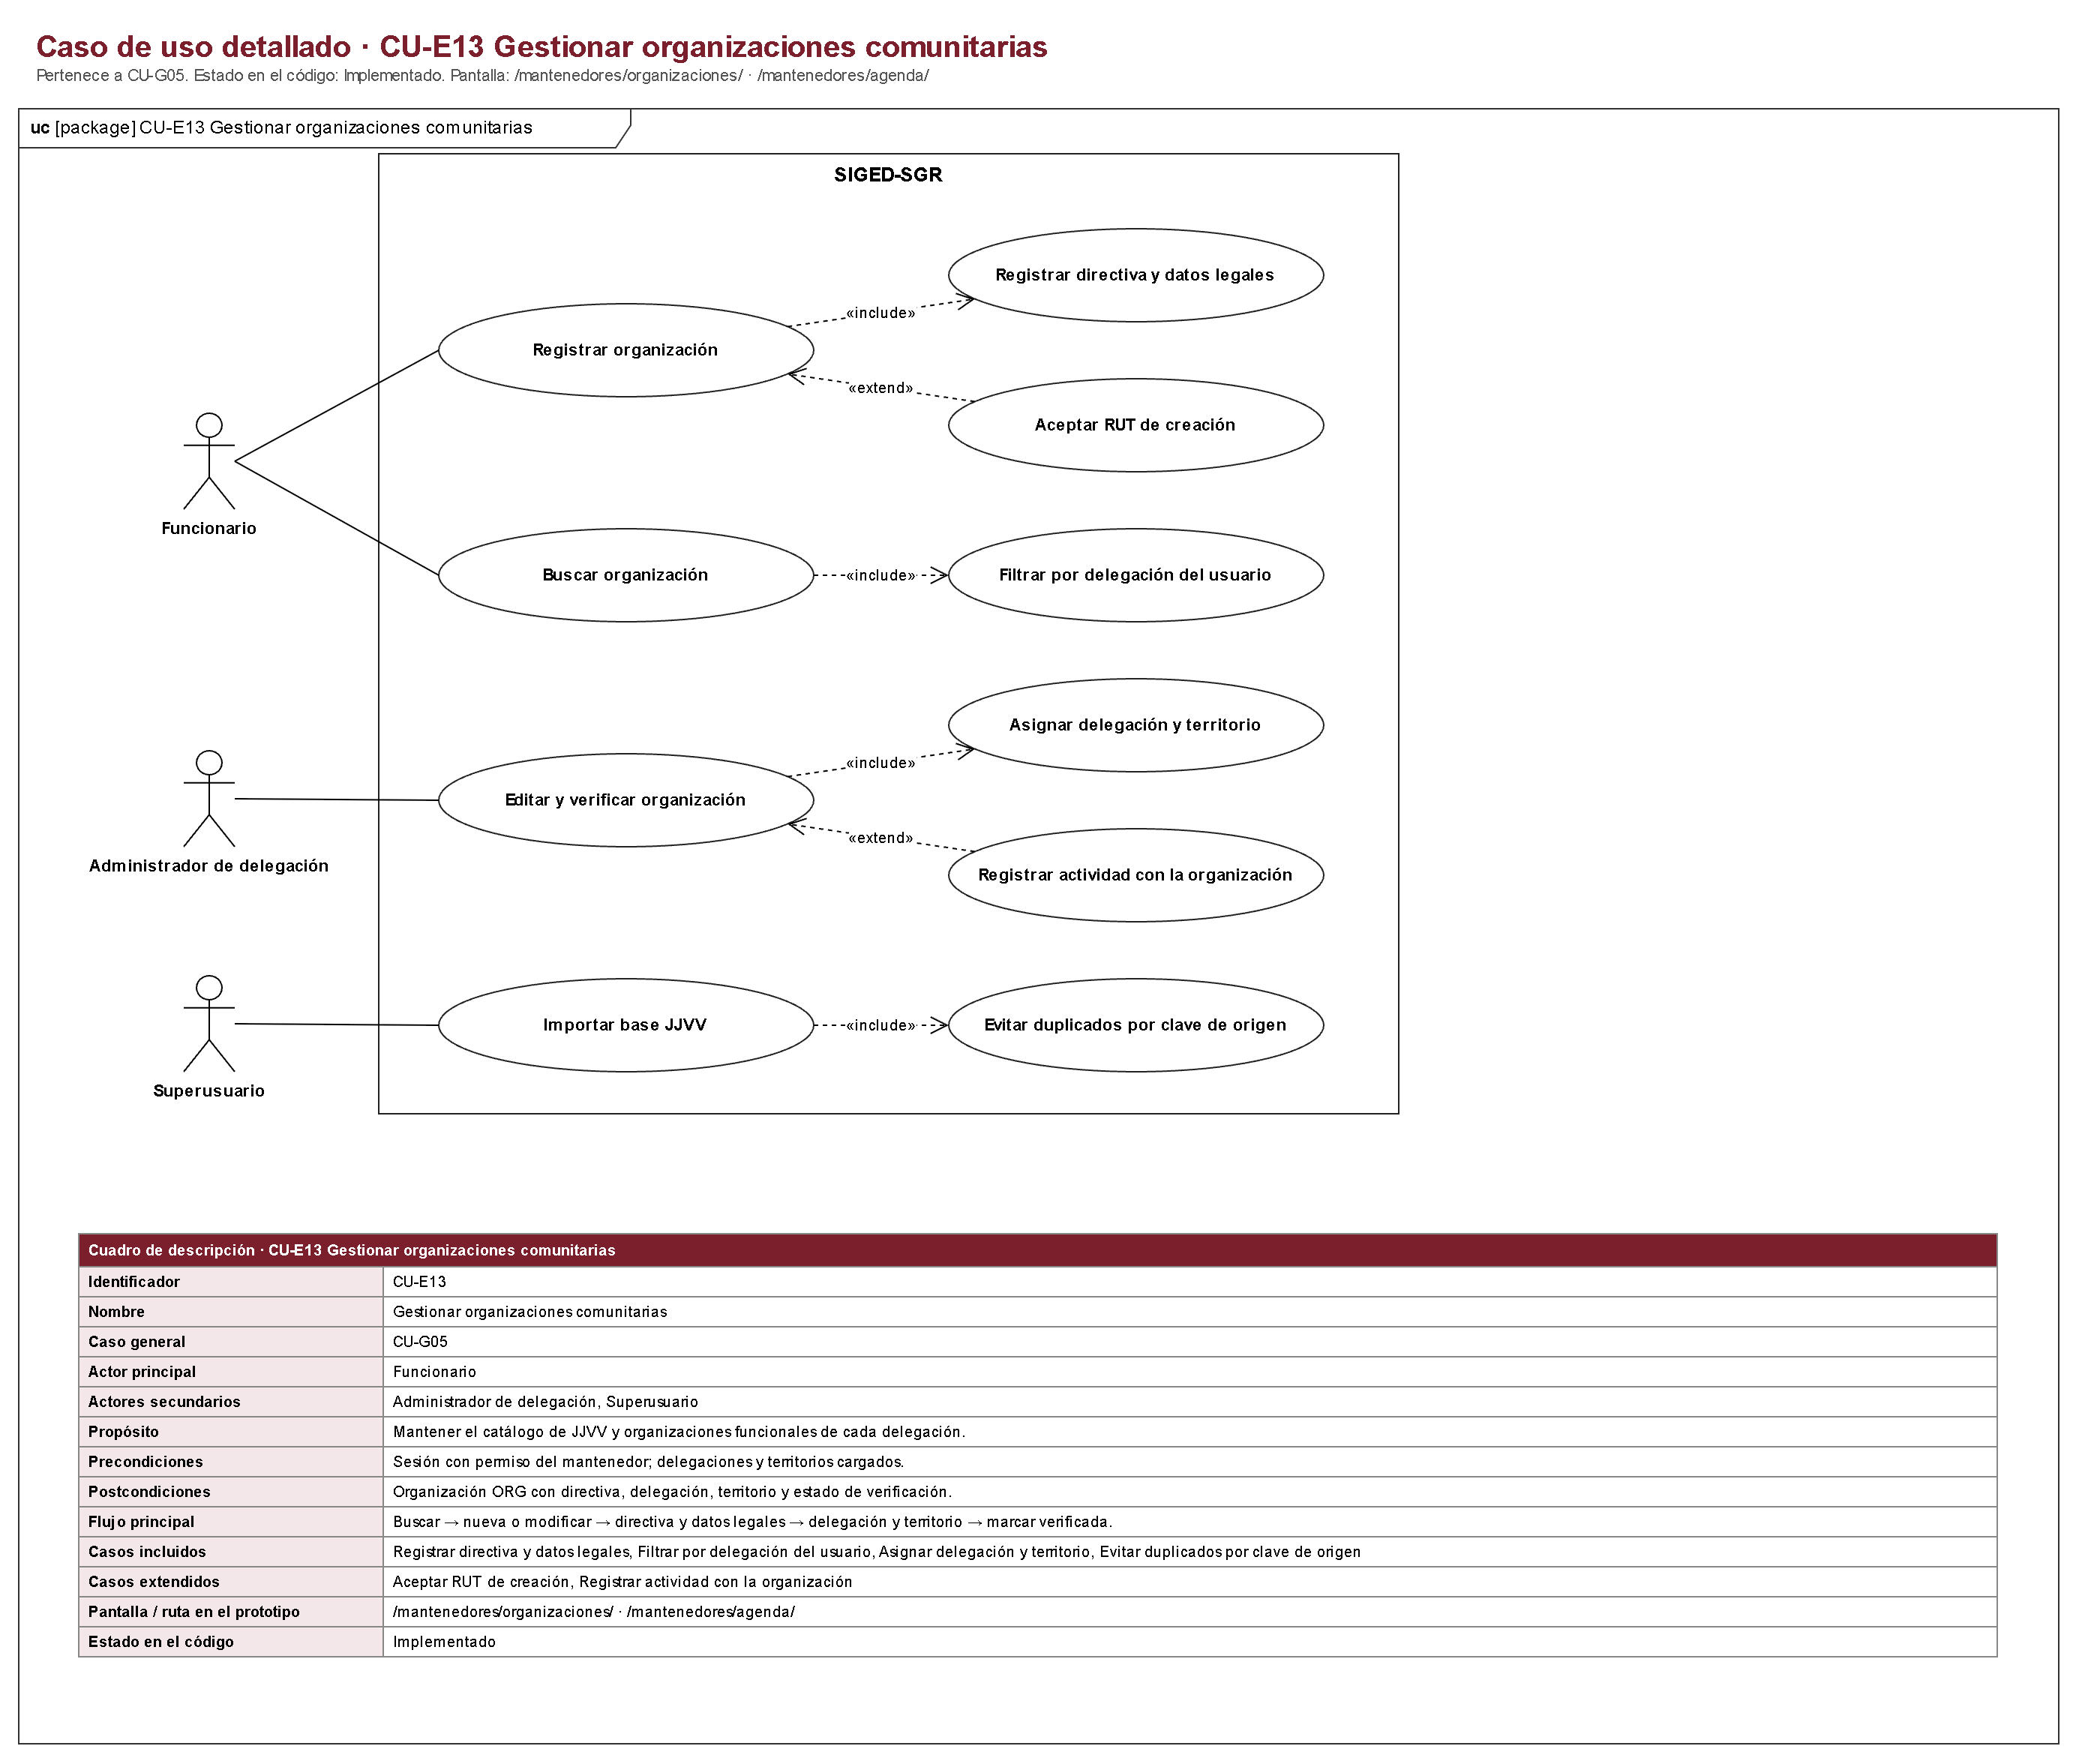 Caso de uso detallado · CU-E13 Gestionar organizaciones comunitarias
Pertenece a CU-G05. Estado en el código: Implementado. Pantalla: /mantenedores/organizaciones/ · /mantenedores/agenda/
uc [package] CU-E13 Gestionar organizaciones comunitarias
SIGED-SGR
Registrar directiva y datos legales
«include»
Registrar organización
«extend»
Aceptar RUT de creación
Funcionario
Buscar organización
«include»
Filtrar por delegación del usuario
Asignar delegación y territorio
«include»
Editar y verificar organización
«extend»
Administrador de delegación
Registrar actividad con la organización
Importar base JJVV
«include»
Evitar duplicados por clave de origen
Superusuario
Cuadro de descripción · CU-E13 Gestionar organizaciones comunitarias
Identificador CU-E13
Nombre Gestionar organizaciones comunitarias
Caso general CU-G05
Actor principal Funcionario
Actores secundarios Administrador de delegación, Superusuario
Propósito Mantener el catálogo de JJVV y organizaciones funcionales de cada delegación.
Precondiciones Sesión con permiso del mantenedor; delegaciones y territorios cargados.
Postcondiciones Organización ORG con directiva, delegación, territorio y estado de verificación.
Flujo principal Buscar → nueva o modificar → directiva y datos legales → delegación y territorio → marcar verificada.
Casos incluidos Registrar directiva y datos legales, Filtrar por delegación del usuario, Asignar delegación y territorio, Evitar duplicados por clave de origen
Casos extendidos Aceptar RUT de creación, Registrar actividad con la organización
Pantalla / ruta en el prototipo /mantenedores/organizaciones/ · /mantenedores/agenda/
Estado en el código Implementado